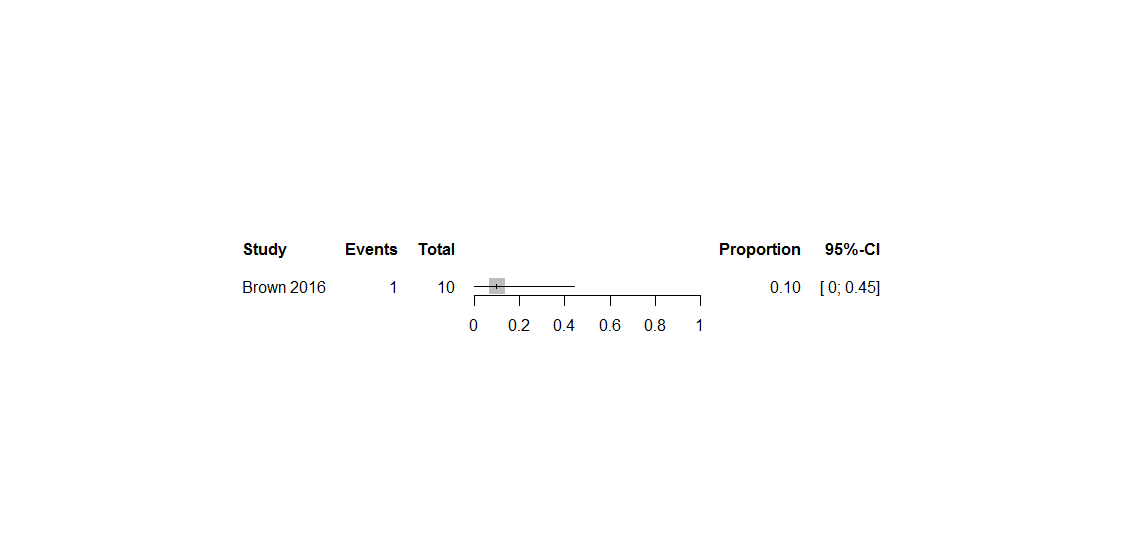 Study Events Total Proportion 95%-CI
Brown 2016 1 10 0.10 [ 0; 0.45]
0 0.2 0.4 0.6 0.8 1